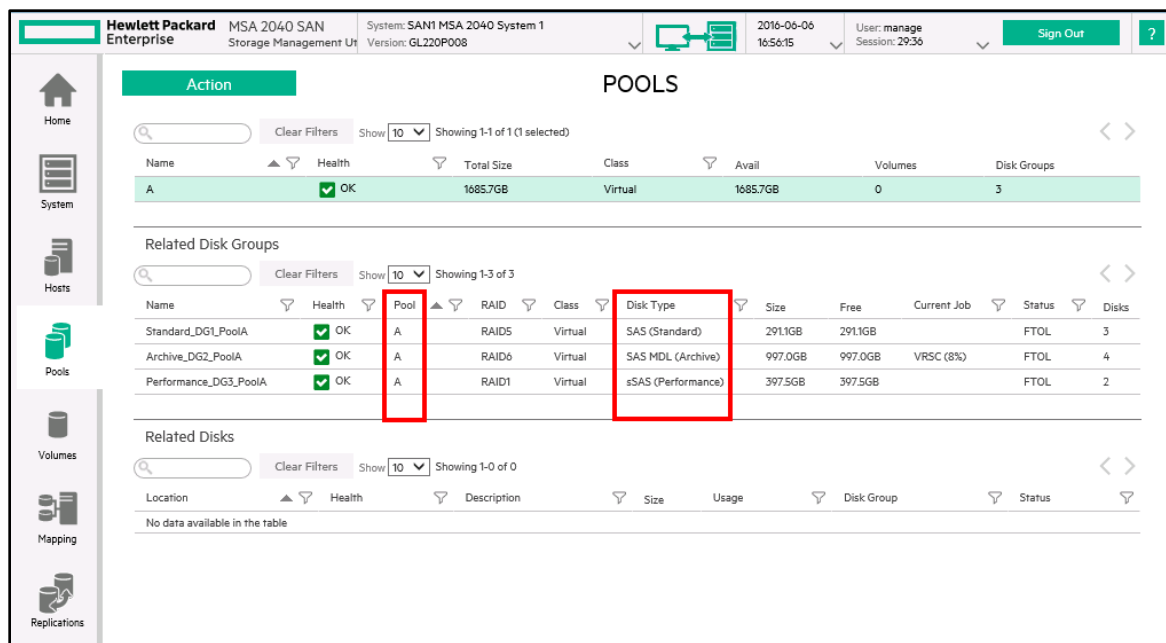 Hewlett Packard Enterprise
MSA 2040 SAN
Storage Management Ut
System: SAN1 MSA 2040 System 1
Version: GL220P008
2016-06-06
16:56:15
User: manage
Session: 29:36
Sign Out
?
Home
System
Hosts
Pools
Volumes
Mapping
Replications
Action
POOLS
Clear Filters Show 10 Showing 1-1 of 1 (1 selected)
Name Health Total Size Class Avail Volumes Disk Groups
A OK 1685.7GB Virtual 1685.7GB 0 3
Related Disk Groups
Clear Filters Show 10 Showing 1-3 of 3
Name Health Pool RAID Class Disk Type Size Free Current Job Status Disks
Standard_DG1_PoolA OK A RAID5 Virtual SAS (Standard) 291.1GB 291.1GB FTOL 3
Archive_DG2_PoolA OK A RAID6 Virtual SAS MDL (Archive) 997.0GB 997.0GB VRSC (8%) FTOL 4
Performance_DG3_PoolA OK A RAID1 Virtual sSAS (Performance) 397.5GB 397.5GB FTOL 2
Related Disks
Clear Filters Show 10 Showing 1-0 of 0
Location Health Description Size Usage Disk Group Status
No data available in the table